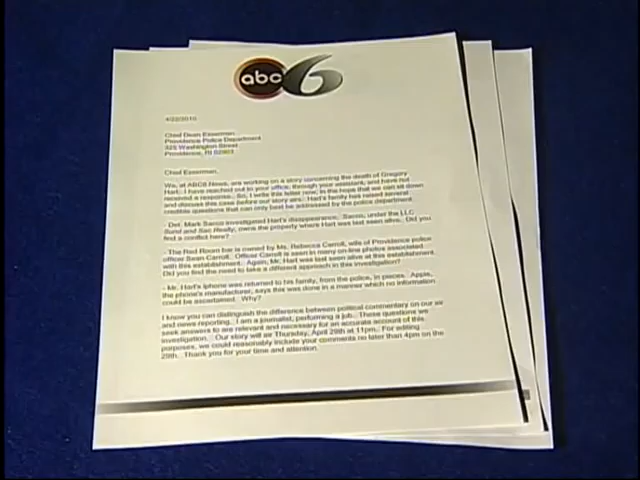 abc 6
4/23/2010
Chief Dean Esserman
Providence Police Department
325 Washington Street
Providence, RI 02903
Chief Esserman,
We, at ABC6 News, are working on a story concerning the death of Gregory
Hart. I have reached out to your office, through your assistant, and have not
received a response. So, I write this letter now, in the hope that we can sit down
and discuss this case before our story airs. Hart's family has raised several
credible questions that can only best be addressed by the police department.
- Det. Mark Sacco investigated Hart's disappearance. Sacco, under the LLC
Sund and Sac Realty, owns the property where Hart was last seen alive. Did you
find a conflict here?
- The Red Room bar is owned by Ms. Rebecca Carroll, wife of Providence police
officer Sean Carroll. Officer Carroll is seen in many on-line photos associated
with this establishment. Again, Mr. Hart was last seen alive at this establishment.
Did you find the need to take a different approach in this investigation?
- Mr. Hart's iphone was returned to his family, from the police, in pieces. Apple,
the phone's manufacturer, says this was done in a manner which no information
could be ascertained. Why?
I know you can distinguish the difference between political commentary on our air
and news reporting. I am a journalist, performing a job. These questions we
seek answers to are relevant and necessary for an accurate account of this
investigation. Our story will air Thursday, April 29th at 11pm. For editing
purposes, we could reasonably include your comments no later than 4pm on the
29th. Thank you for your time and attention.